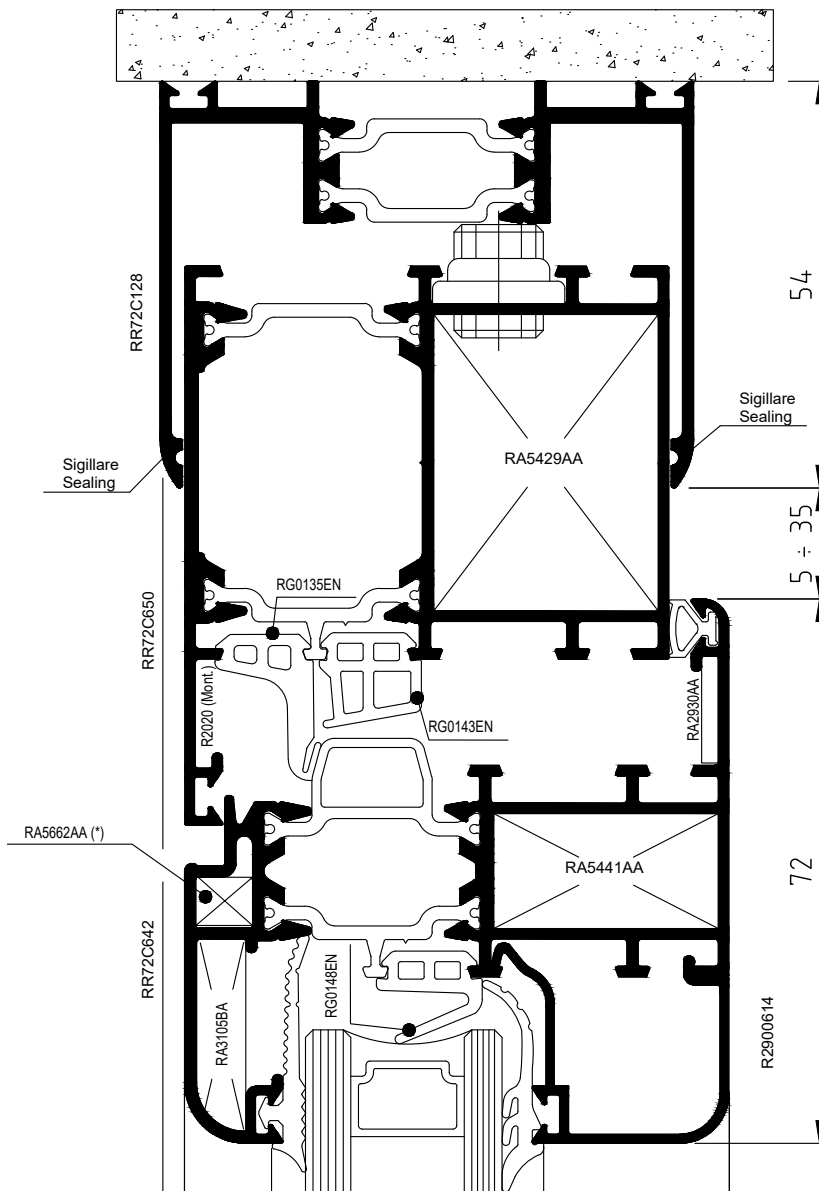 RR72C128
54
Sigillare
Sealing
RA5429AA
Sigillare
Sealing
5 ÷ 35
RG0135EN
RR72C650
R2020 (Mont.)
RG0143EN
RA2930AA
RA5662AA (*)
RA5441AA
72
RR72C642
RG0148EN
RA3105BA
R2900614